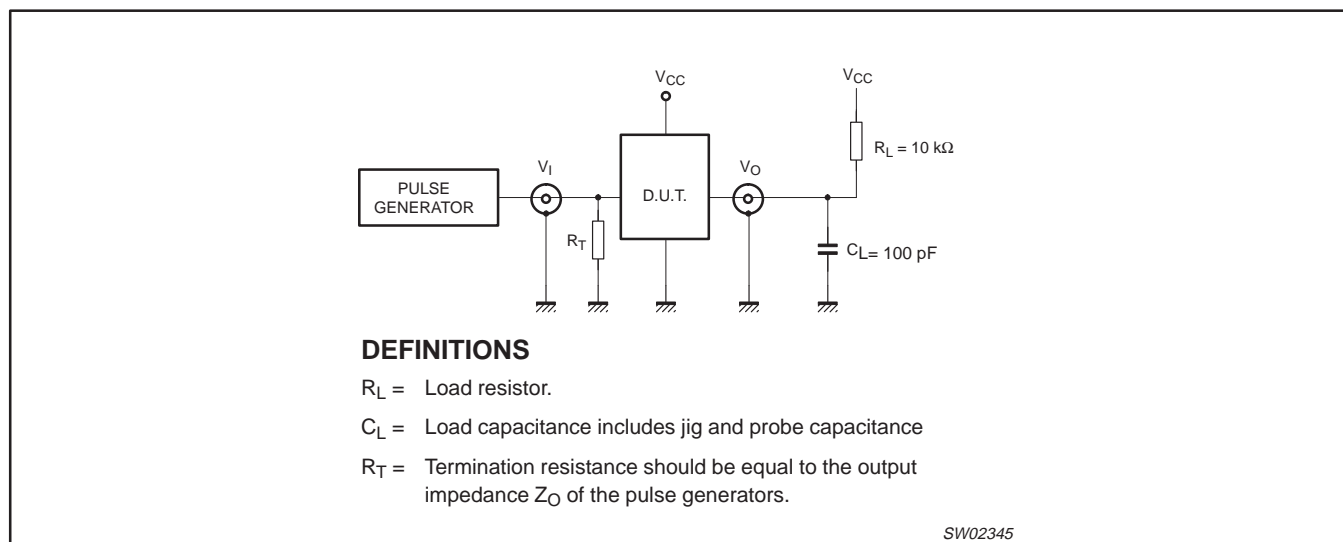 VCC
VCC
RL = 10 kΩ
VI
VO
PULSE
GENERATOR
D.U.T.
RT
CL= 100 pF
DEFINITIONS
RL = Load resistor.
CL = Load capacitance includes jig and probe capacitance
RT = Termination resistance should be equal to the output
impedance ZO of the pulse generators.
SW02345